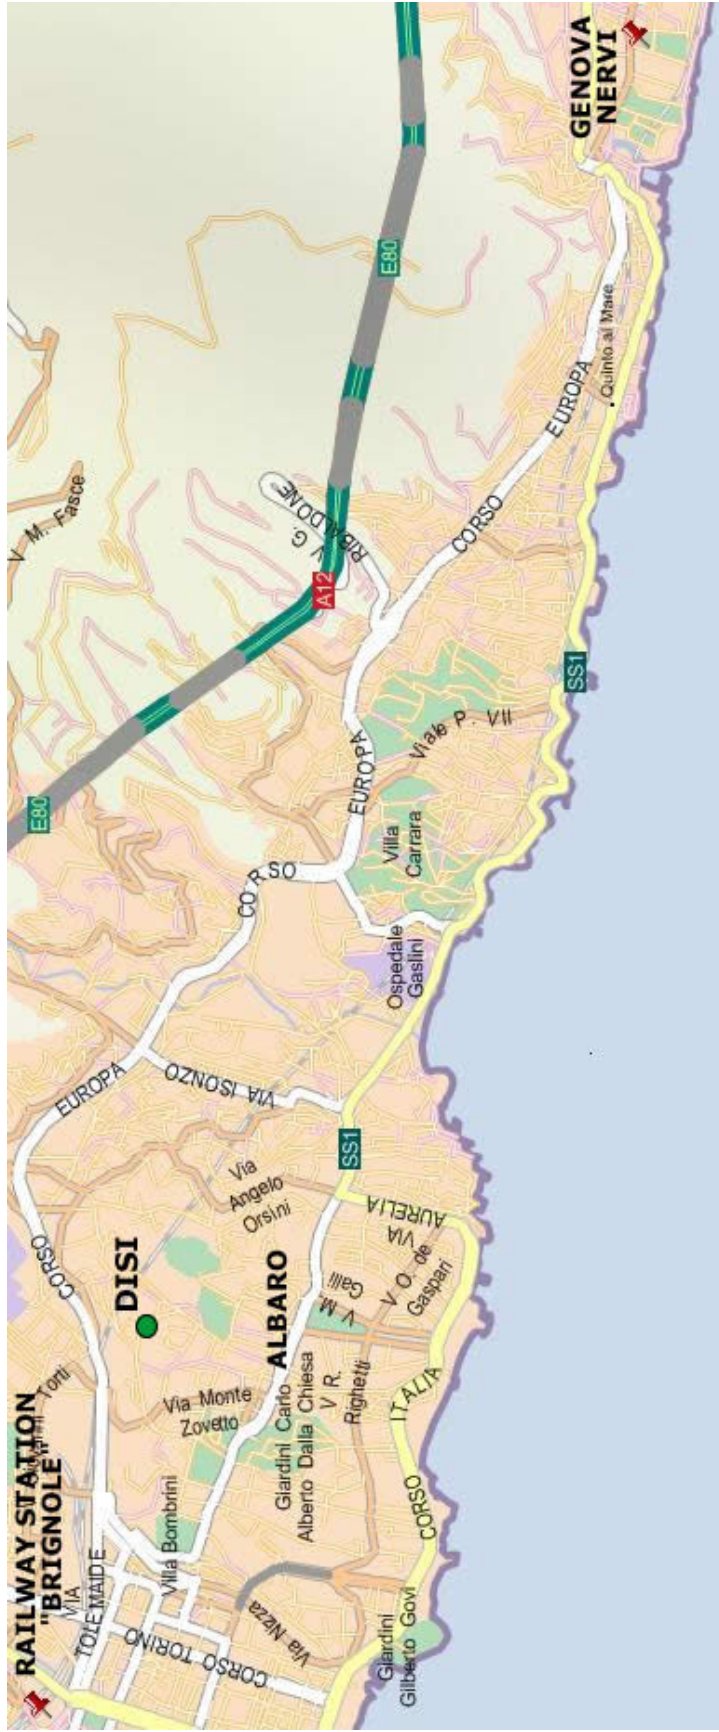 RAILWAY STATION
"BRIGNOLE"
Torti
VIA
TOLEMAIDE
CORSO TORINO
Via Nizza
Villa Bombrini
Via Monte
Zovetto
Giardini
Gilberto Govi
Giardini Carlo
Alberto Dalla Chiesa
V R.
Righetti
CORSO
ITALIA
DISI
ALBARO
V M
Galli
V O. de
Gaspari
VIA
AURELIA
Via
Angelo
Orsini
SS1
CORSO
EUROPA
VIA ISONZO
Ospedale
Gaslini
Villa
Carrara
CORSO
EUROPA
Viale P. VII
E80
A12
V G.
RIBALDONE
V M. Fasce
SS1
CORSO
EUROPA
Quinto al Mare
E80
GENOVA
NERVI